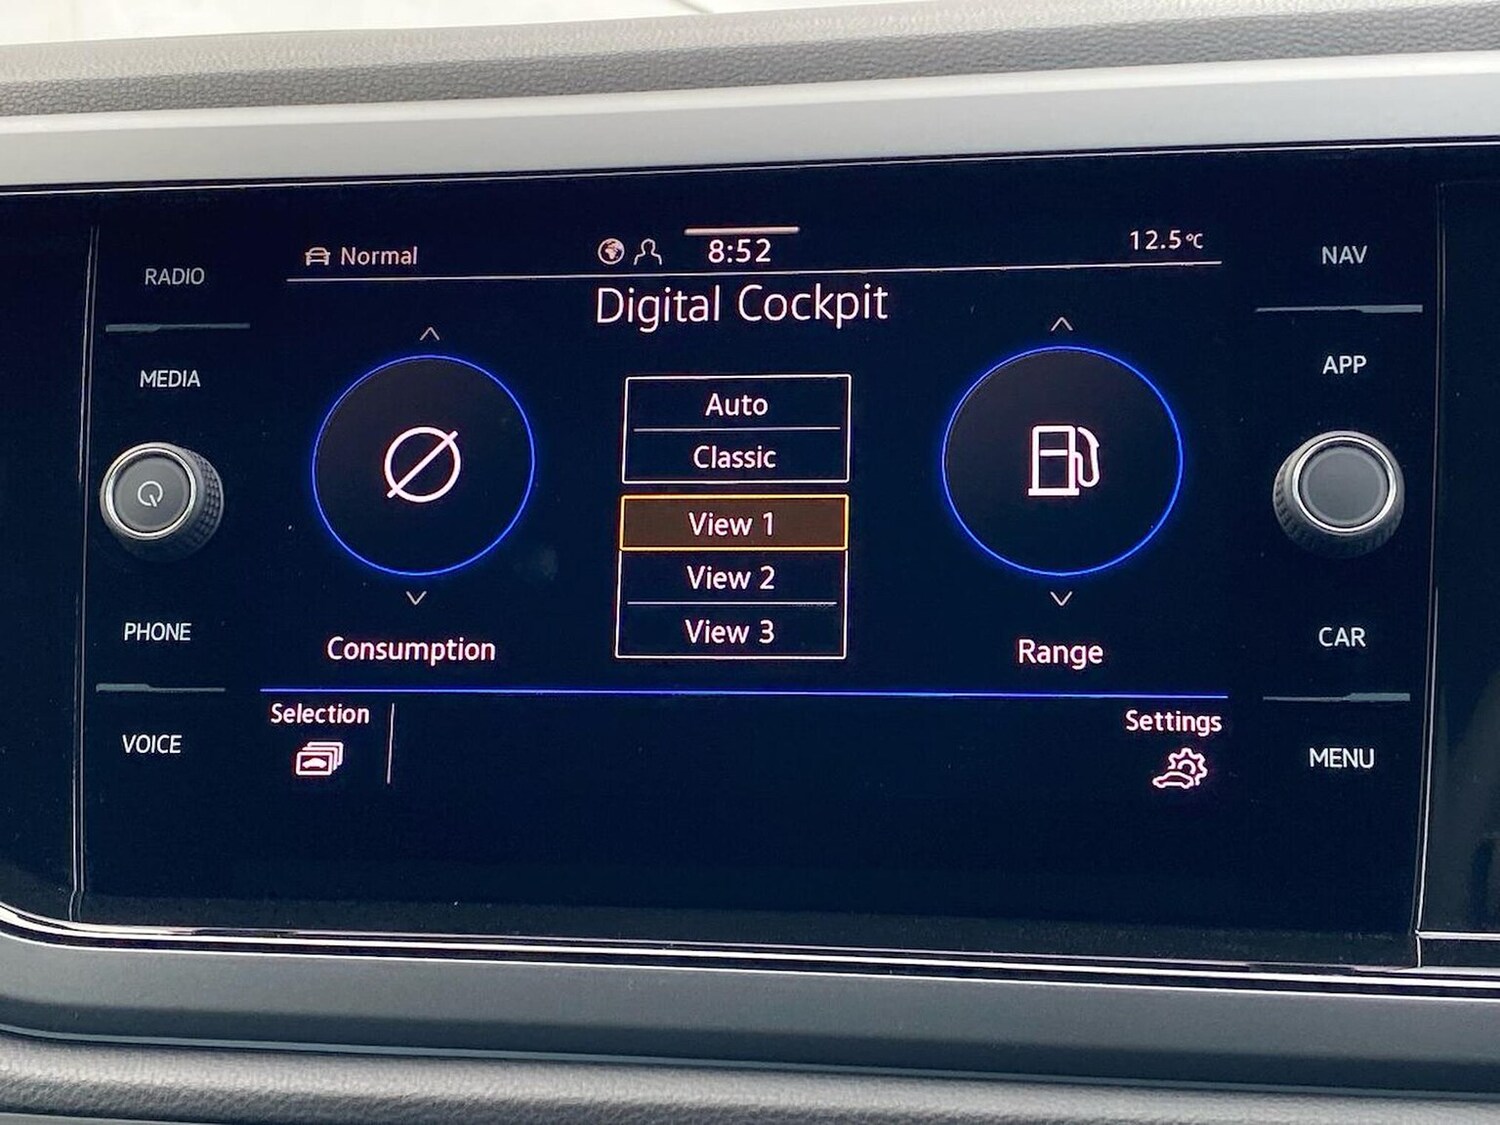 RADIO
MEDIA
PHONE
VOICE
Normal
8:52
12.5°C
Digital Cockpit
Auto
Classic
View 1
View 2
View 3
Consumption
Range
Selection
Settings
NAV
APP
CAR
MENU